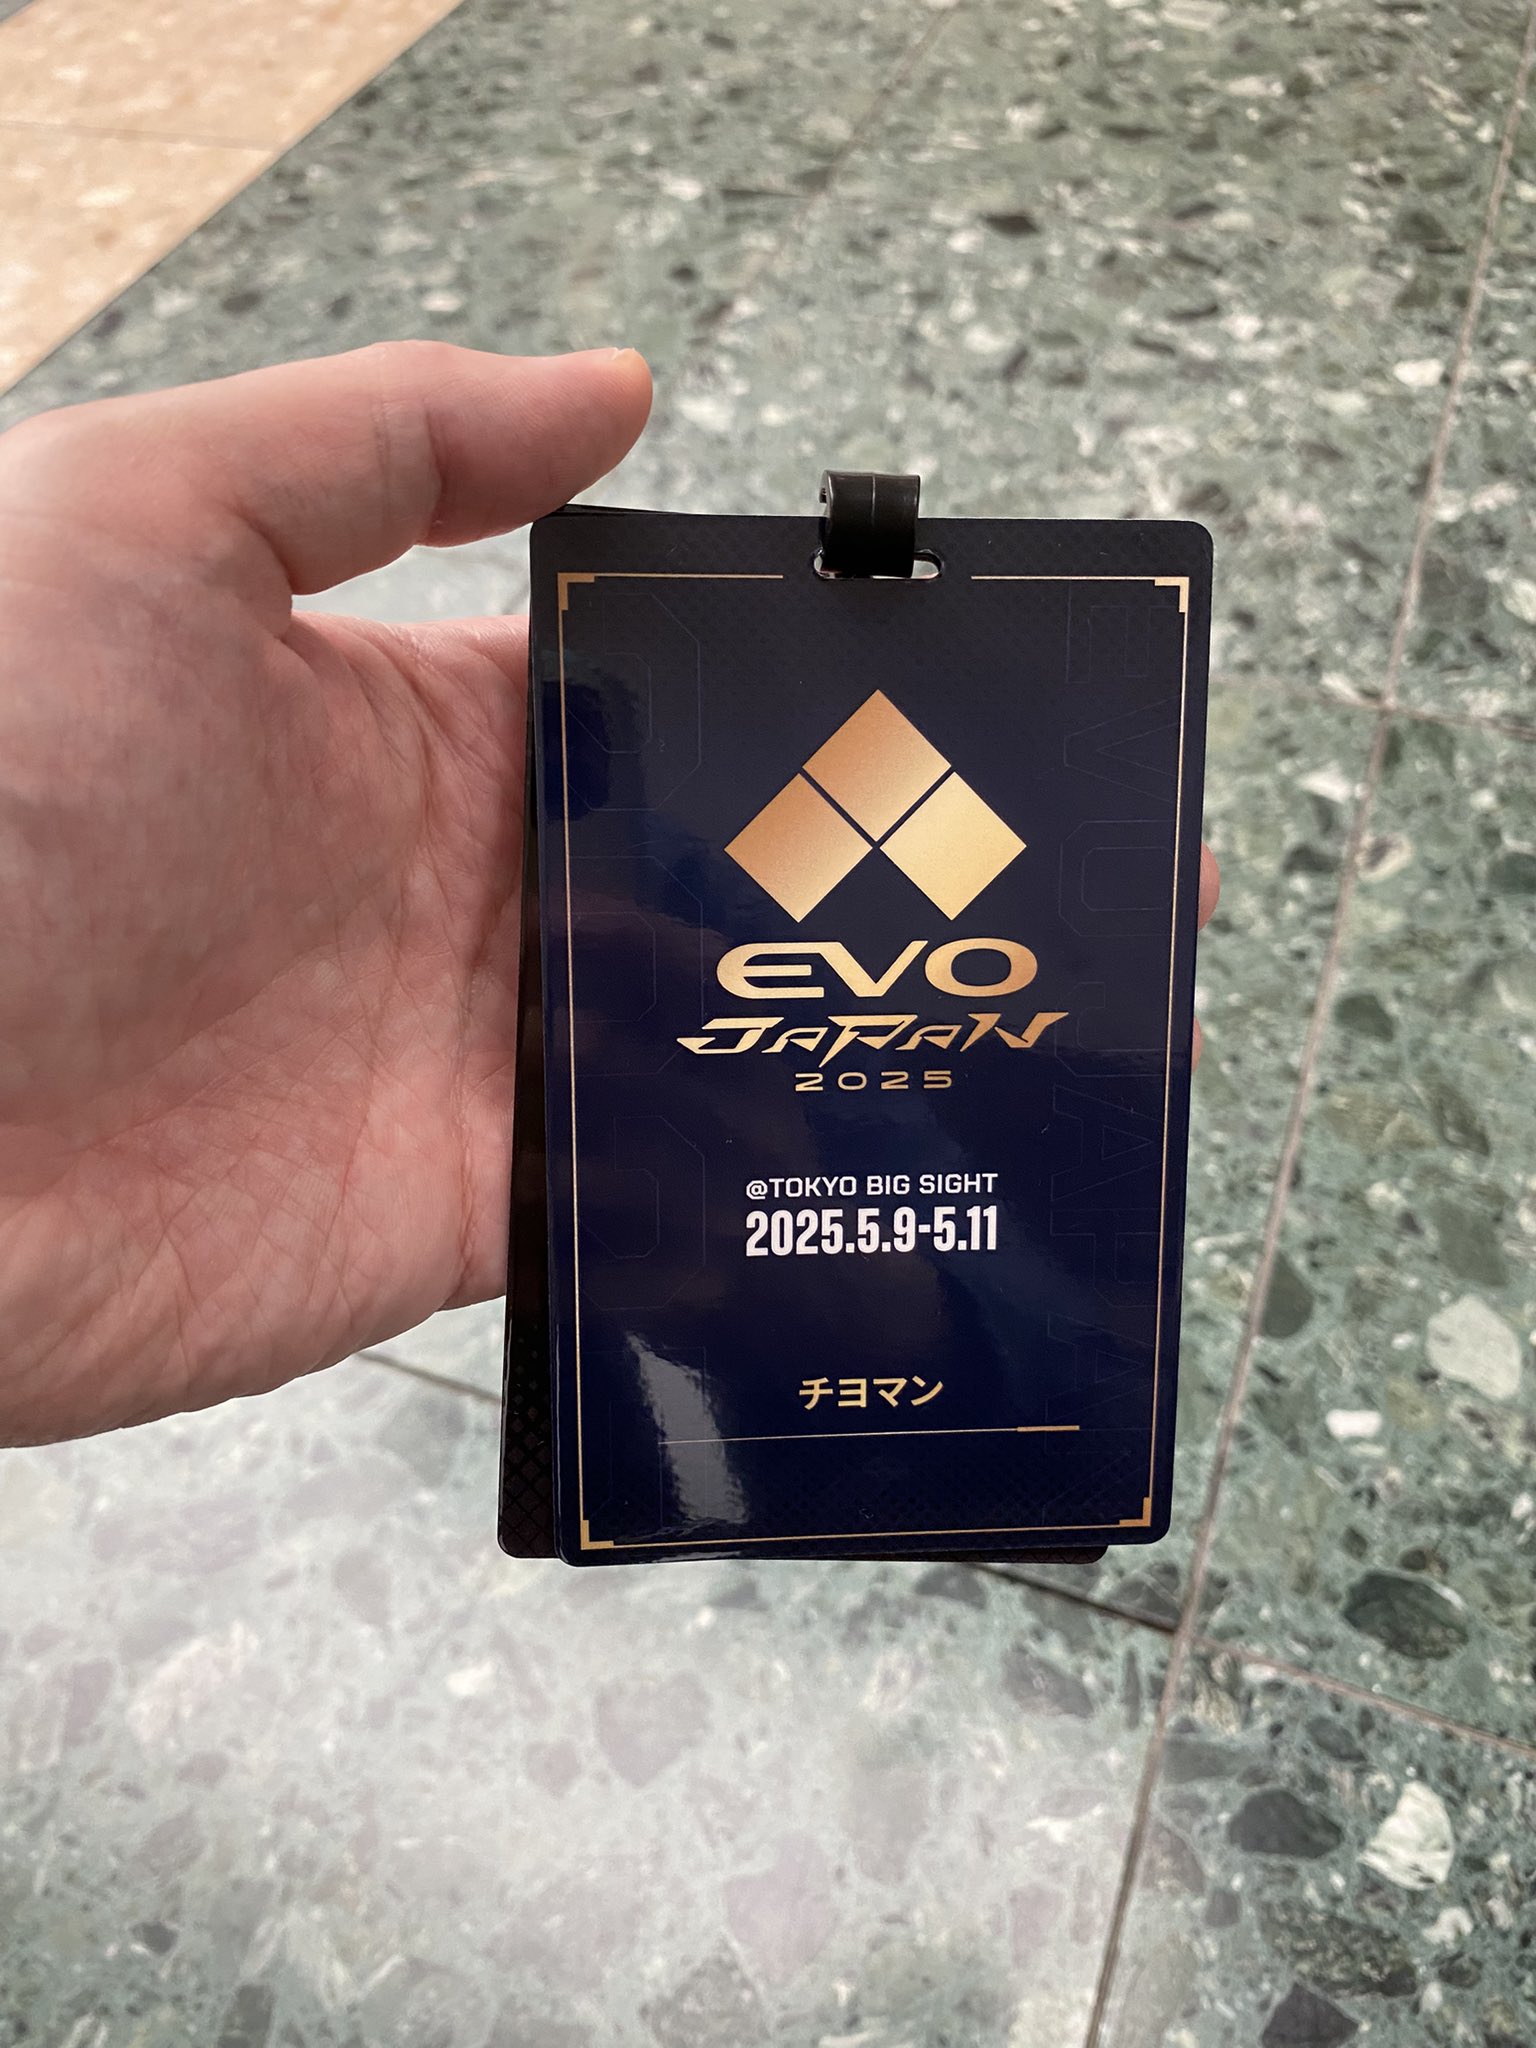 EVO
JAPAN
2025
@TOKYO BIG SIGHT
2025.5.9-5.11
チヨマン